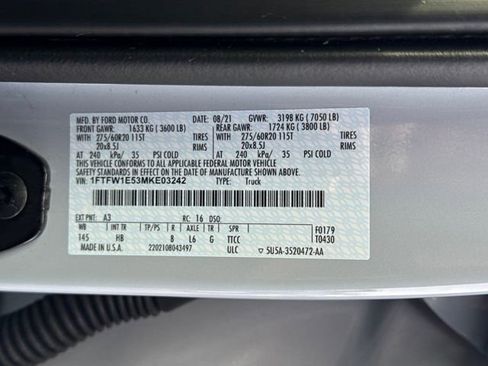 MFD. BY FORD MOTOR CO. DATE: 08/21 GVWR: 3198 KG ( 7050 LB)
FRONT GAWR: 1633 KG ( 3600 LB) REAR GAWR: 1724 KG ( 3800 LB)
WITH 275/60R20 115T TIRES WITH 275/60R20 115T TIRES
20x8.5J RIMS 20x8.5J RIMS
AT 240 kPa/ 35 PSI COLD AT 240 kPa/ 35 PSI COLD
THIS VEHICLE CONFORMS TO ALL APPLICABLE FEDERAL MOTOR VEHICLE
SAFETY STANDARDS IN EFFECT ON THE DATE OF MANUFACTURE SHOWN ABOVE.
VIN: 1FTFW1E53MKE03242 TYPE: Truck
EXT PNT: A3 RC: 16 DSO: F0179
WB INT TR TP/PS R AXLE TR SPR T0430
145 HB 8 L6 G TTCC
MADE IN U.S.A. 2202108043497 ULC 5U5A-3520472-AA